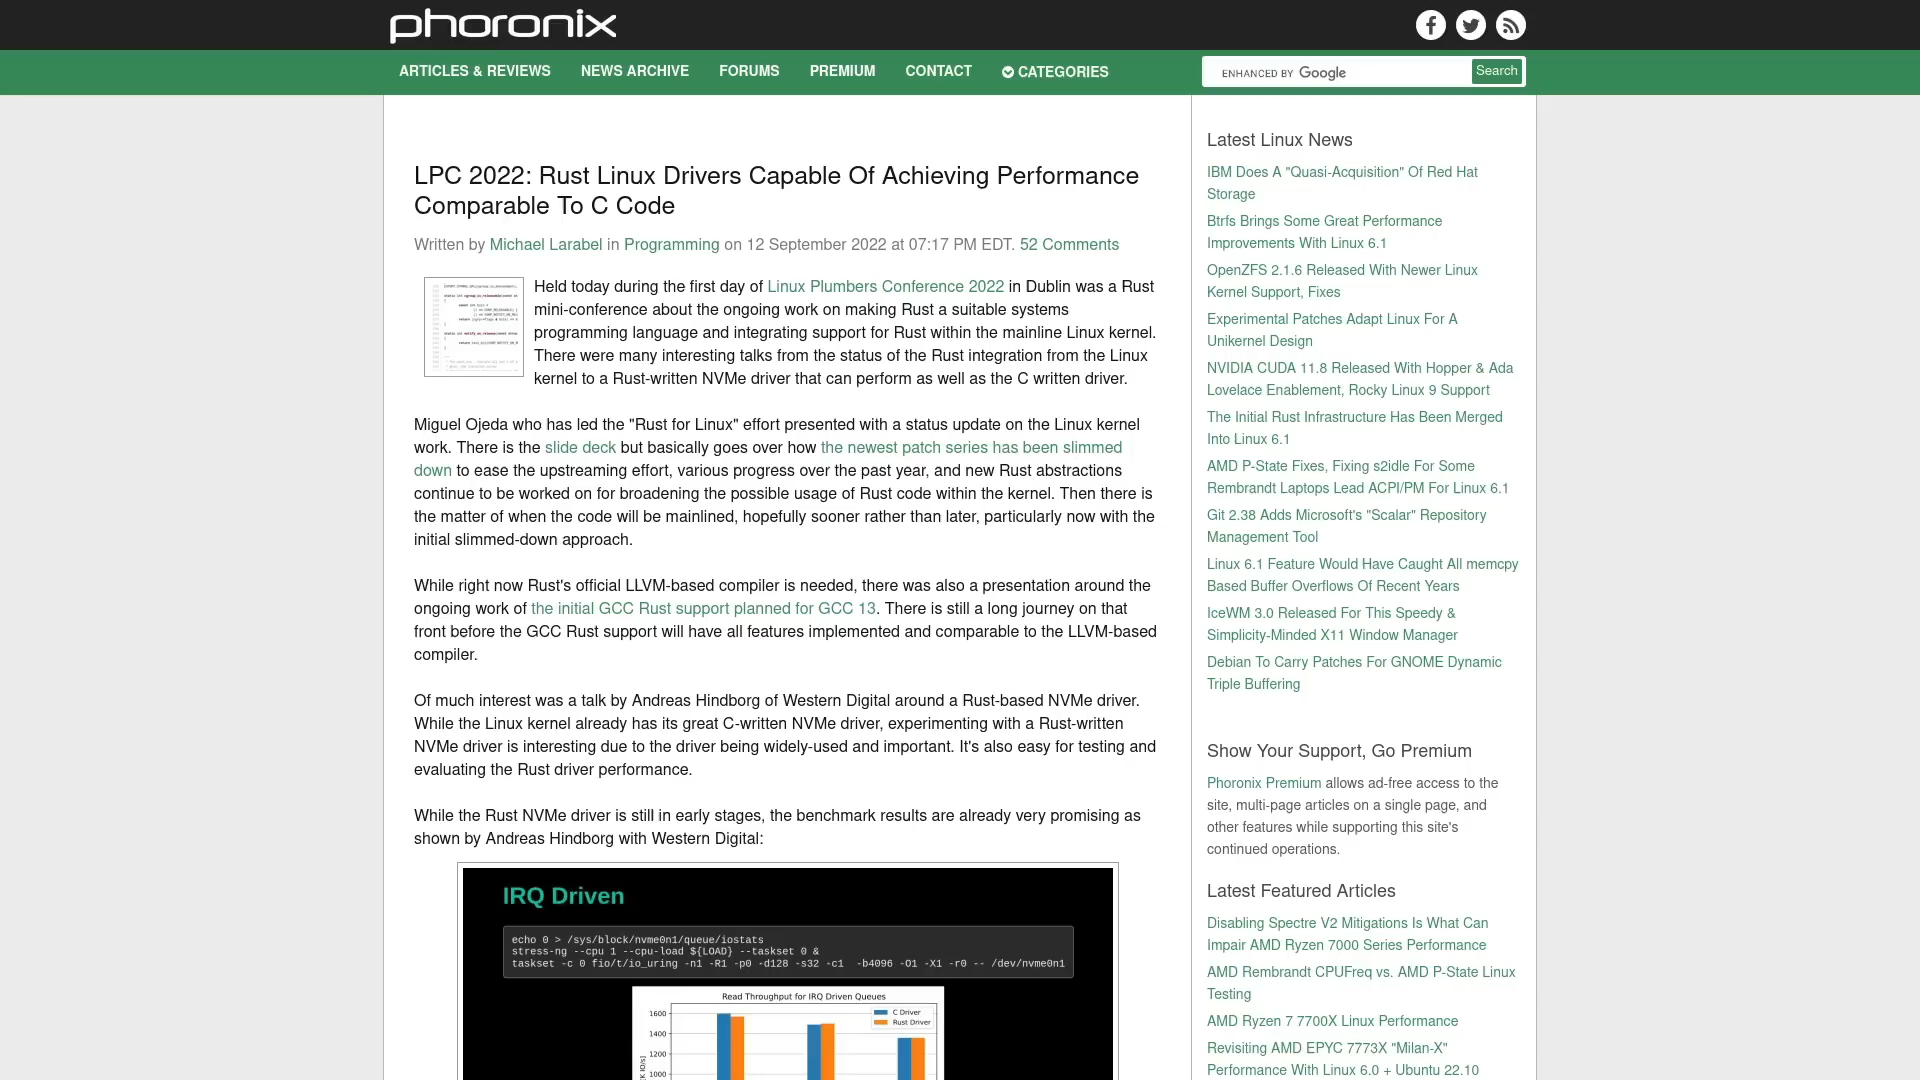 phoronix
ARTICLES & REVIEWS
NEWS ARCHIVE
FORUMS
PREMIUM
CONTACT
CATEGORIES
ENHANCED BY Google
Search
LPC 2022: Rust Linux Drivers Capable Of Achieving Performance
Comparable To C Code
Written by Michael Larabel in Programming on 12 September 2022 at 07:17 PM EDT. 52 Comments
Held today during the first day of Linux Plumbers Conference 2022 in Dublin was a Rust
mini-conference about the ongoing work on making Rust a suitable systems
programming language and integrating support for Rust within the mainline Linux kernel.
There were many interesting talks from the status of the Rust integration from the Linux
kernel to a Rust-written NVMe driver that can perform as well as the C written driver.
Miguel Ojeda who has led the "Rust for Linux" effort presented with a status update on the Linux kernel
work. There is the slide deck but basically goes over how the newest patch series has been slimmed
down to ease the upstreaming effort, various progress over the past year, and new Rust abstractions
continue to be worked on for broadening the possible usage of Rust code within the kernel. Then there is
the matter of when the code will be mainlined, hopefully sooner rather than later, particularly now with the
initial slimmed-down approach.
While right now Rust's official LLVM-based compiler is needed, there was also a presentation around the
ongoing work of the initial GCC Rust support planned for GCC 13. There is still a long journey on that
front before the GCC Rust support will have all features implemented and comparable to the LLVM-based
compiler.
Of much interest was a talk by Andreas Hindborg of Western Digital around a Rust-based NVMe driver.
While the Linux kernel already has its great C-written NVMe driver, experimenting with a Rust-written
NVMe driver is interesting due to the driver being widely-used and important. It's also easy for testing and
evaluating the Rust driver performance.
While the Rust NVMe driver is still in early stages, the benchmark results are already very promising as
shown by Andreas Hindborg with Western Digital:
IRQ Driven
echo 0 > /sys/block/nvme0n1/queue/iostats
stress-ng --cpu 1 --cpu-load ${LOAD} --taskset 0 &
taskset -c 0 fio/t/io_uring -n1 -R1 -p0 -d128 -s32 -c1  -b4096 -O1 -X1 -r0 -- /dev/nvme0n1
Read Throughput for IRQ Driven Queues
C Driver
Rust Driver
1600
1400
1200
1000
Latest Linux News
IBM Does A "Quasi-Acquisition" Of Red Hat
Storage
Btrfs Brings Some Great Performance
Improvements With Linux 6.1
OpenZFS 2.1.6 Released With Newer Linux
Kernel Support, Fixes
Experimental Patches Adapt Linux For A
Unikernel Design
NVIDIA CUDA 11.8 Released With Hopper & Ada
Lovelace Enablement, Rocky Linux 9 Support
The Initial Rust Infrastructure Has Been Merged
Into Linux 6.1
AMD P-State Fixes, Fixing s2idle For Some
Rembrandt Laptops Lead ACPI/PM For Linux 6.1
Git 2.38 Adds Microsoft's "Scalar" Repository
Management Tool
Linux 6.1 Feature Would Have Caught All memcpy
Based Buffer Overflows Of Recent Years
IceWM 3.0 Released For This Speedy &
Simplicity-Minded X11 Window Manager
Debian To Carry Patches For GNOME Dynamic
Triple Buffering
Show Your Support, Go Premium
Phoronix Premium allows ad-free access to the
site, multi-page articles on a single page, and
other features while supporting this site's
continued operations.
Latest Featured Articles
Disabling Spectre V2 Mitigations Is What Can
Impair AMD Ryzen 7000 Series Performance
AMD Rembrandt CPUFreq vs. AMD P-State Linux
Testing
AMD Ryzen 7 7700X Linux Performance
Revisiting AMD EPYC 7773X "Milan-X"
Performance With Linux 6.0 + Ubuntu 22.10